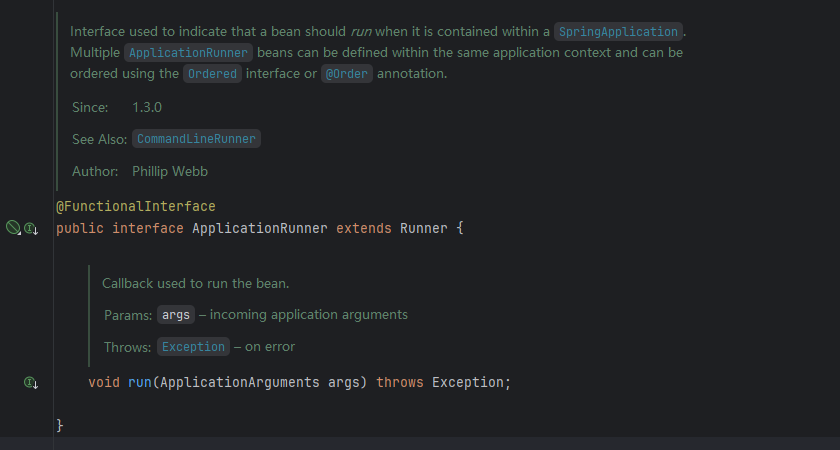 Interface used to indicate that a bean should run when it is contained within a SpringApplication.
Multiple ApplicationRunner beans can be defined within the same application context and can be
ordered using the Ordered interface or @Order annotation.
Since: 1.3.0
See Also: CommandLineRunner
Author: Phillip Webb
@FunctionalInterface
public interface ApplicationRunner extends Runner {
Callback used to run the bean.
Params: args – incoming application arguments
Throws: Exception – on error
void run(ApplicationArguments args) throws Exception;
}